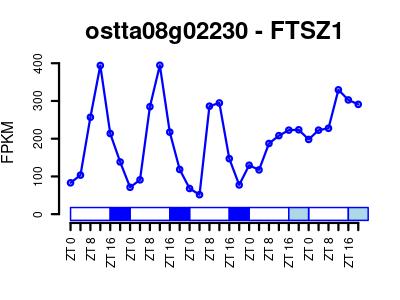 ostta08g02230 - FTSZ1
FPKM
400
300
200
100
0
ZT 0
ZT 8
ZT 16
ZT 0
ZT 8
ZT 16
ZT 0
ZT 8
ZT 16
ZT 0
ZT 8
ZT 16
ZT 0
ZT 8
ZT 16